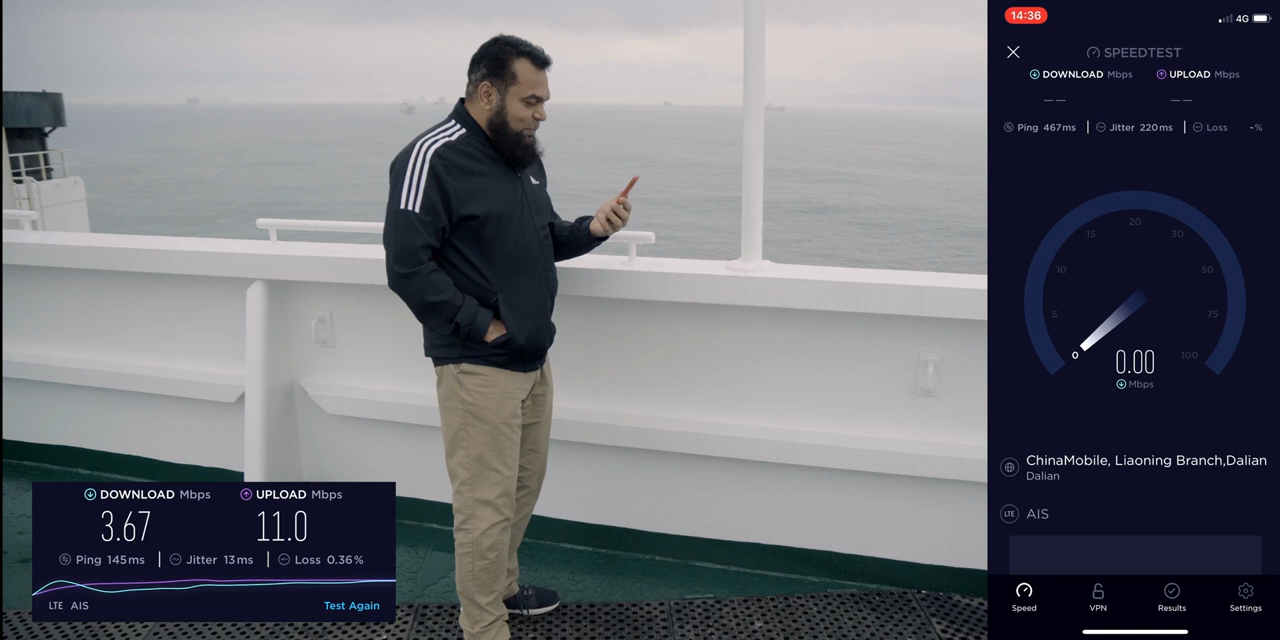 14:36
4G
SPEEDTEST
DOWNLOAD Mbps UPLOAD Mbps
— — — —
Ping 467ms Jitter 220ms Loss -%
0
5
10
15
20
30
50
75
100
0.00
Mbps
ChinaMobile, Liaoning Branch,Dalian
Dalian
LTE AIS
Speed VPN Results Settings
DOWNLOAD Mbps UPLOAD Mbps
3.67 11.0
Ping 145ms Jitter 13ms Loss 0.36%
LTE AIS Test Again